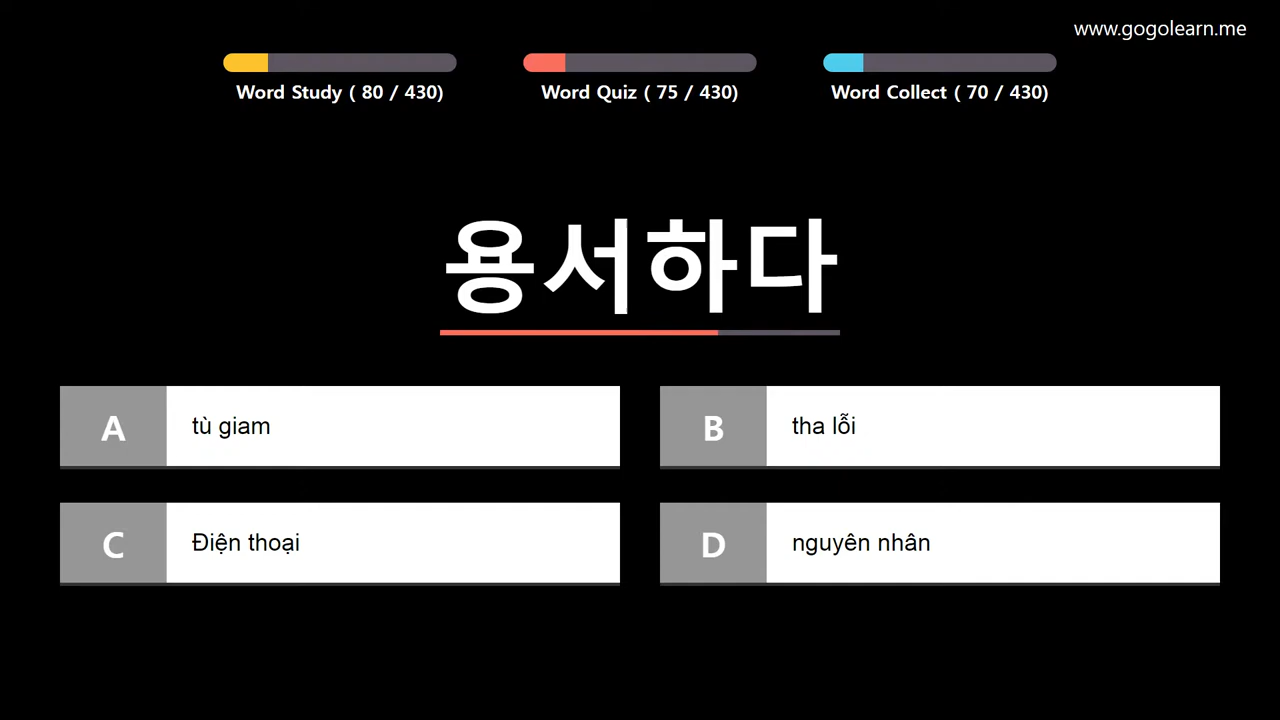 www.gogolearn.me
Word Study ( 80 / 430)
Word Quiz ( 75 / 430)
Word Collect ( 70 / 430)
용서하다
A
tù giam
B
tha lỗi
C
Điện thoại
D
nguyên nhân